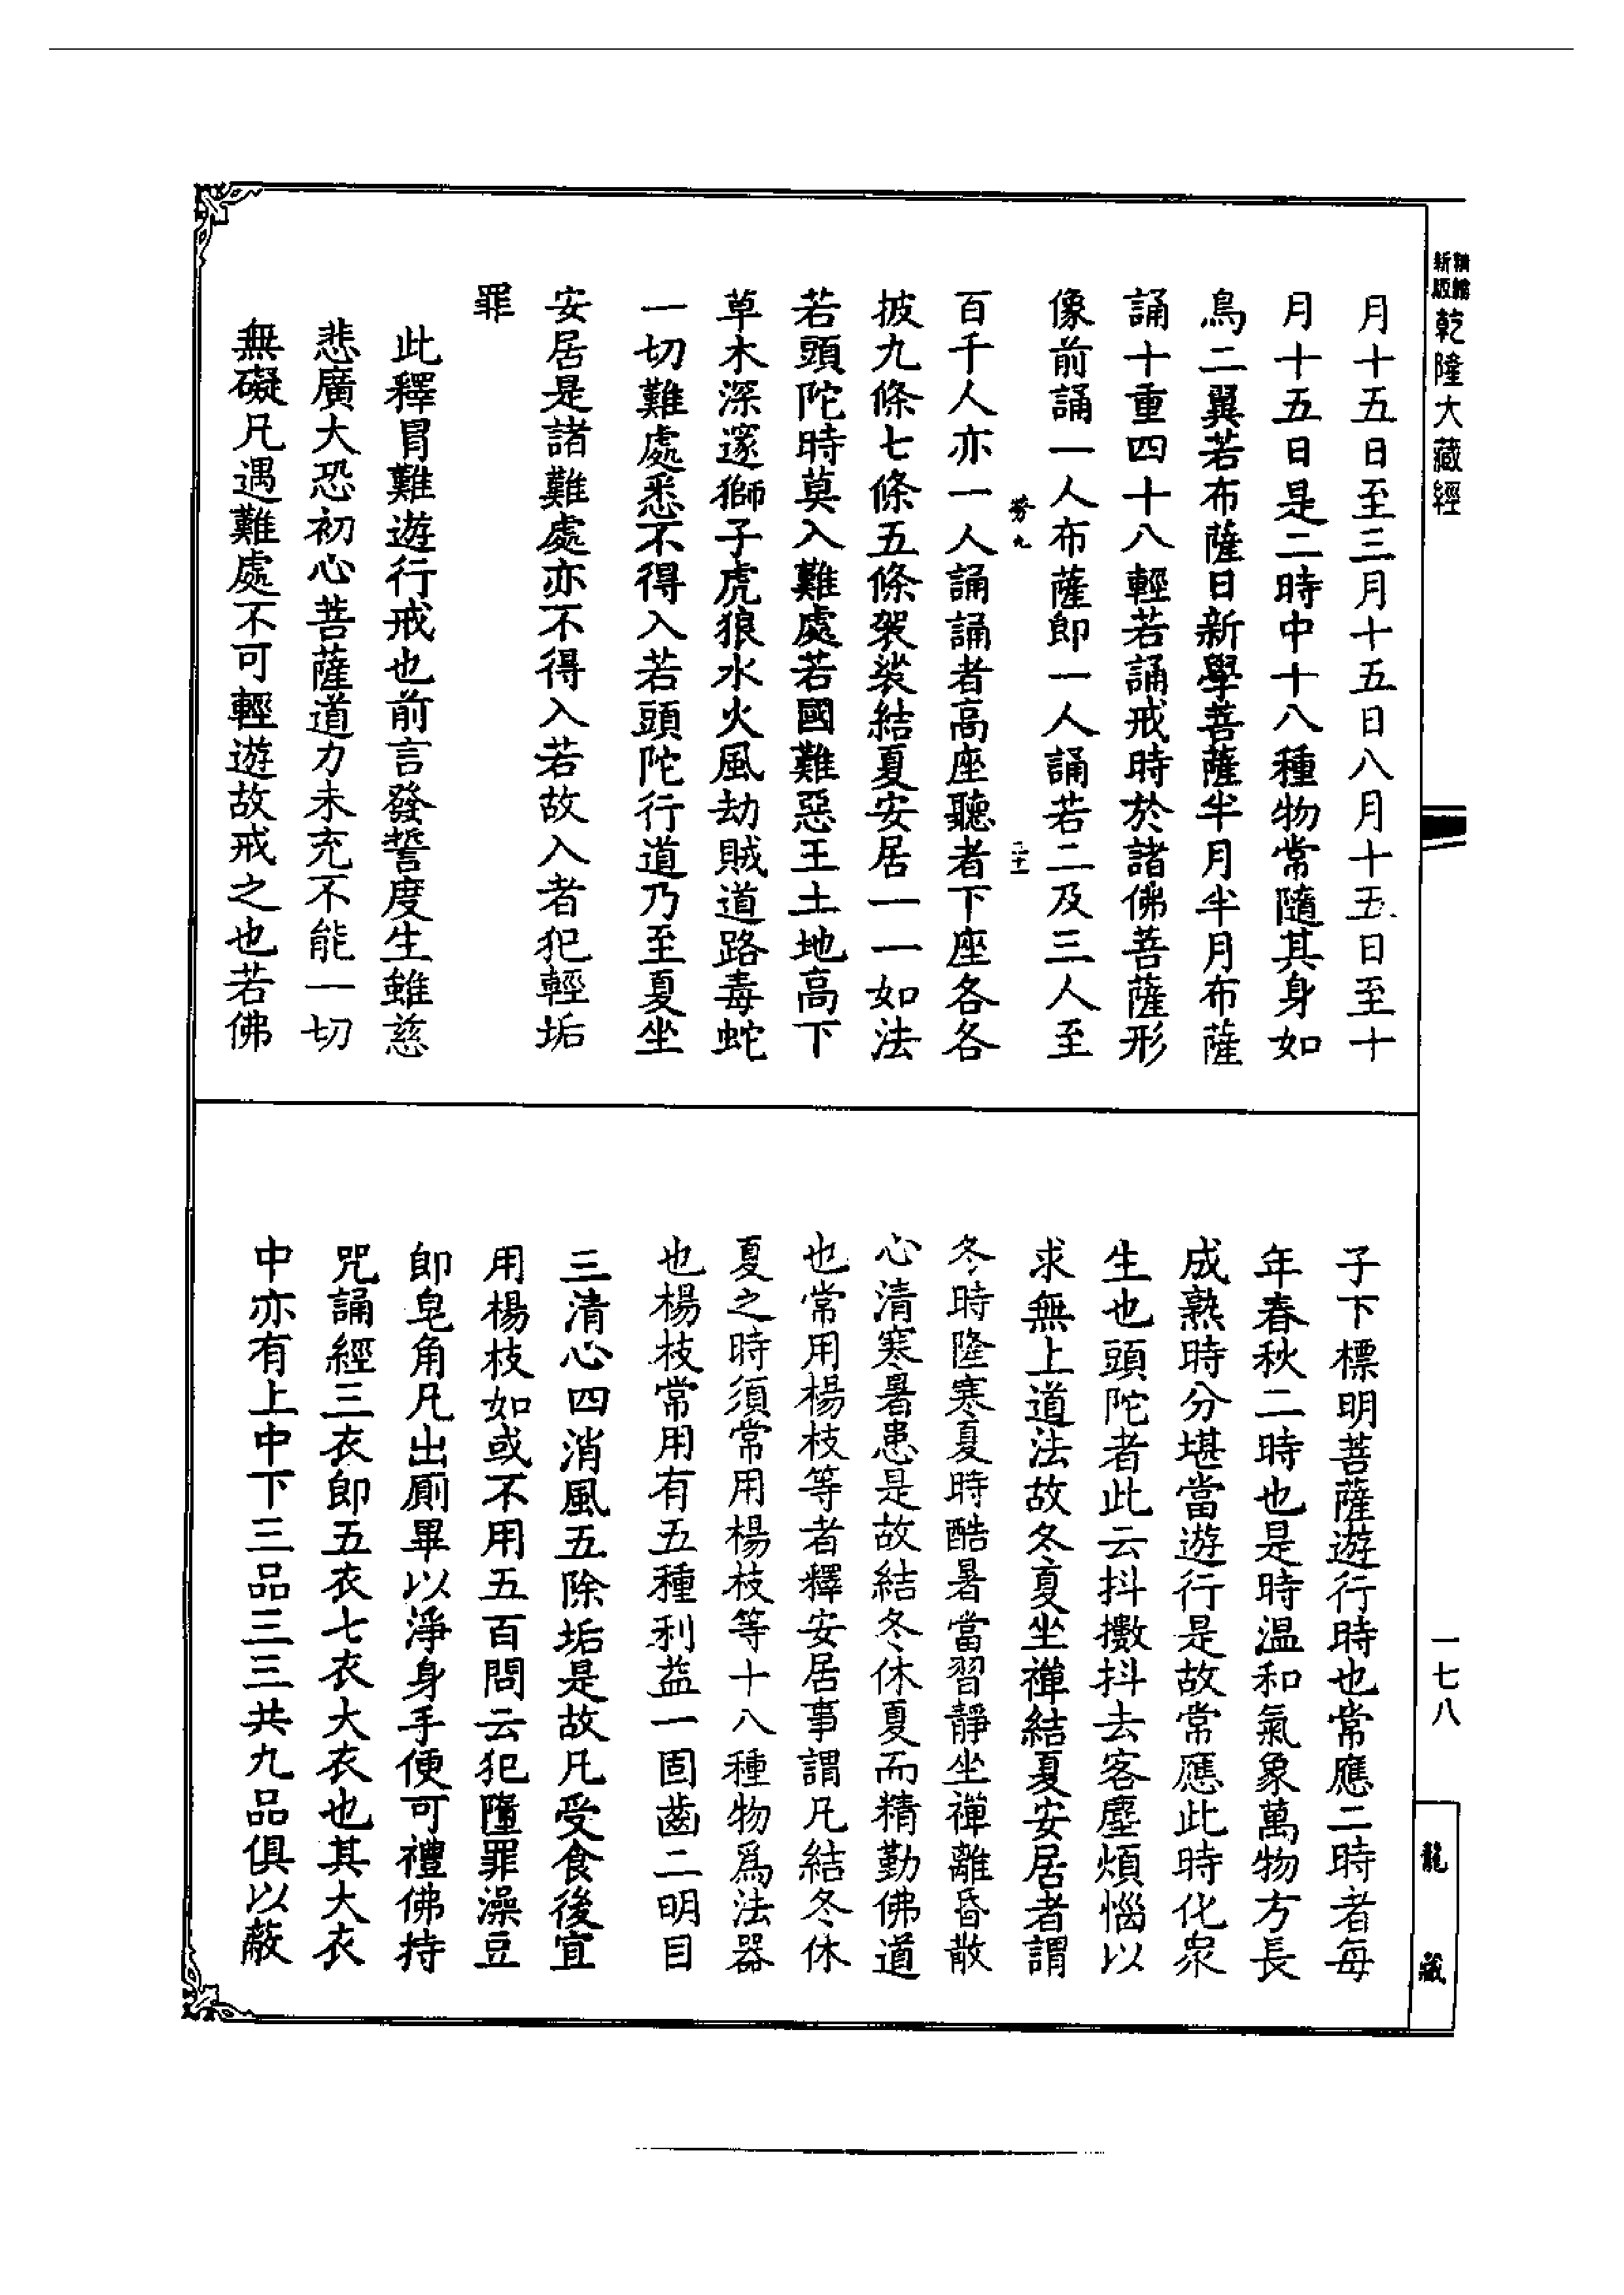 精縮
新版
乾隆大藏經
一七八
龍藏
月十五日至三月十五日八月十五日至十
月十五日是二時中十八種物常隨其身如
鳥二翼若布薩日新學菩薩半月半月布薩
誦十重四十八輕若誦戒時於諸佛菩薩形
像前誦一人布薩即一人誦若二及三人至
百千人亦一人誦誦者高座聽者下座各各
披九條七條五條袈裟結夏安居一一如法
若頭陀時莫入難處若國難惡王土地高下
草木深邃獅子虎狼水火風劫賊道路毒蛇
一切難處悉不得入若頭陀行道乃至夏坐
安居是諸難處亦不得入若故入者犯輕垢
罪
此釋冒難遊行戒也前言發誓度生雖慈
悲廣大恐初心菩薩道力未充不能一切
無礙凡遇難處不可輕遊故戒之也若佛
子下標明菩薩遊行時也常應二時者每
年春秋二時也是時溫和氣象萬物方長
成熟時分堪當遊行是故常應此時化眾
生也頭陀者此云抖擻抖去客塵煩惱以
求無上道法故冬夏坐禪結夏安居者謂
冬時隆寒夏時酷暑當習靜坐禪離昏散
心清寒暑患是故結冬休夏而精勤佛道
也常用楊枝等者釋安居事謂凡結冬休
夏之時須常用楊枝等十八種物爲法器
也楊枝常用有五種利益一固齒二明目
三清心四消風五除垢是故凡受食後宜
用楊枝如或不用五百問云犯墮罪澡豆
即皂角凡出廁畢以淨身手便可禮佛持
咒誦經三衣即五衣七衣大衣也其大衣
中亦有上中下三品三三共九品俱以蔽